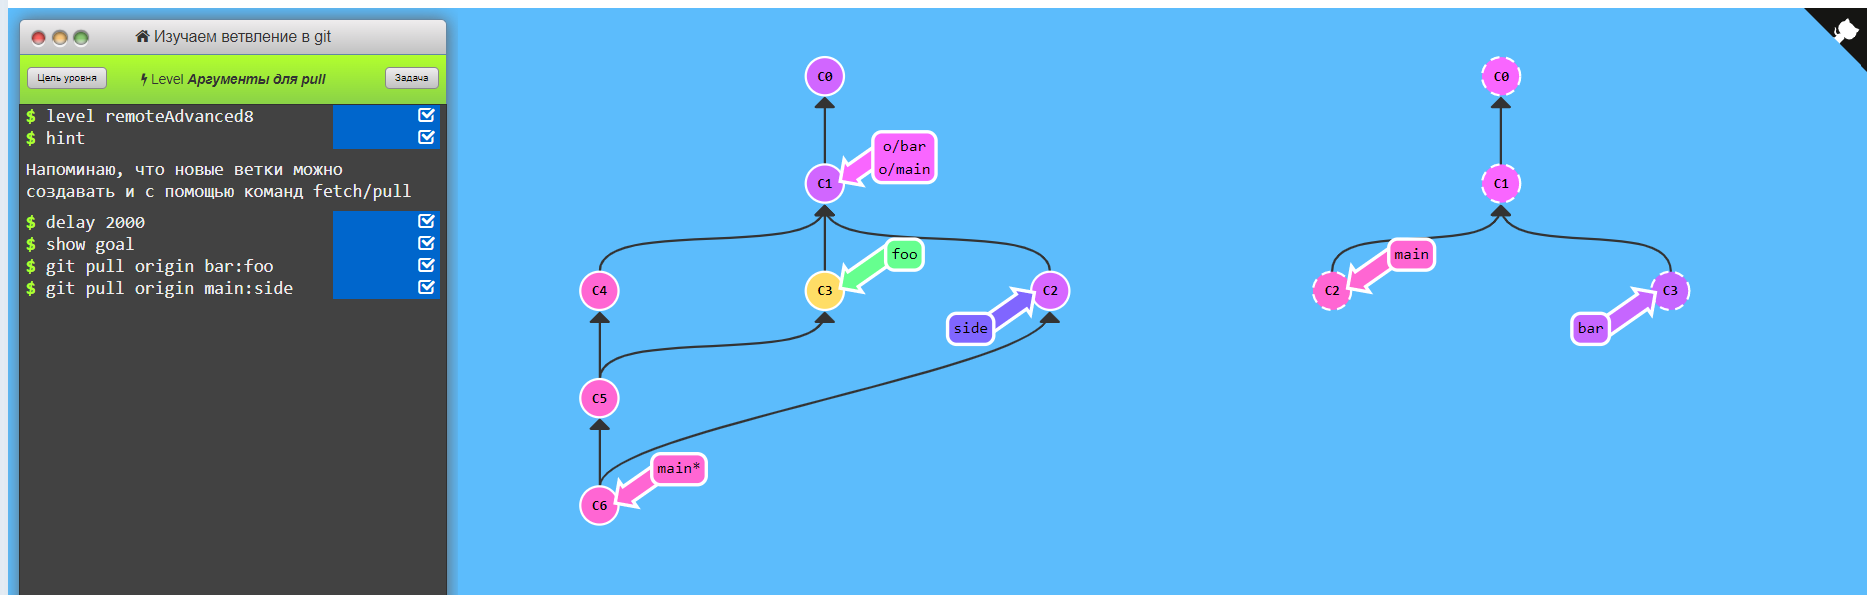 Изучаем ветвление в git
Цель уровня
Level Аргументы для pull
Задача
$ level remoteAdvanced8
$ hint
Напоминаю, что новые ветки можно
создавать и с помощью команд fetch/pull
$ delay 2000
$ show goal
$ git pull origin bar:foo
$ git pull origin main:side
C0
o/bar
o/main
C1
foo
C4
C3
C2
side
C5
main*
C6
C0
C1
main
C2
C3
bar